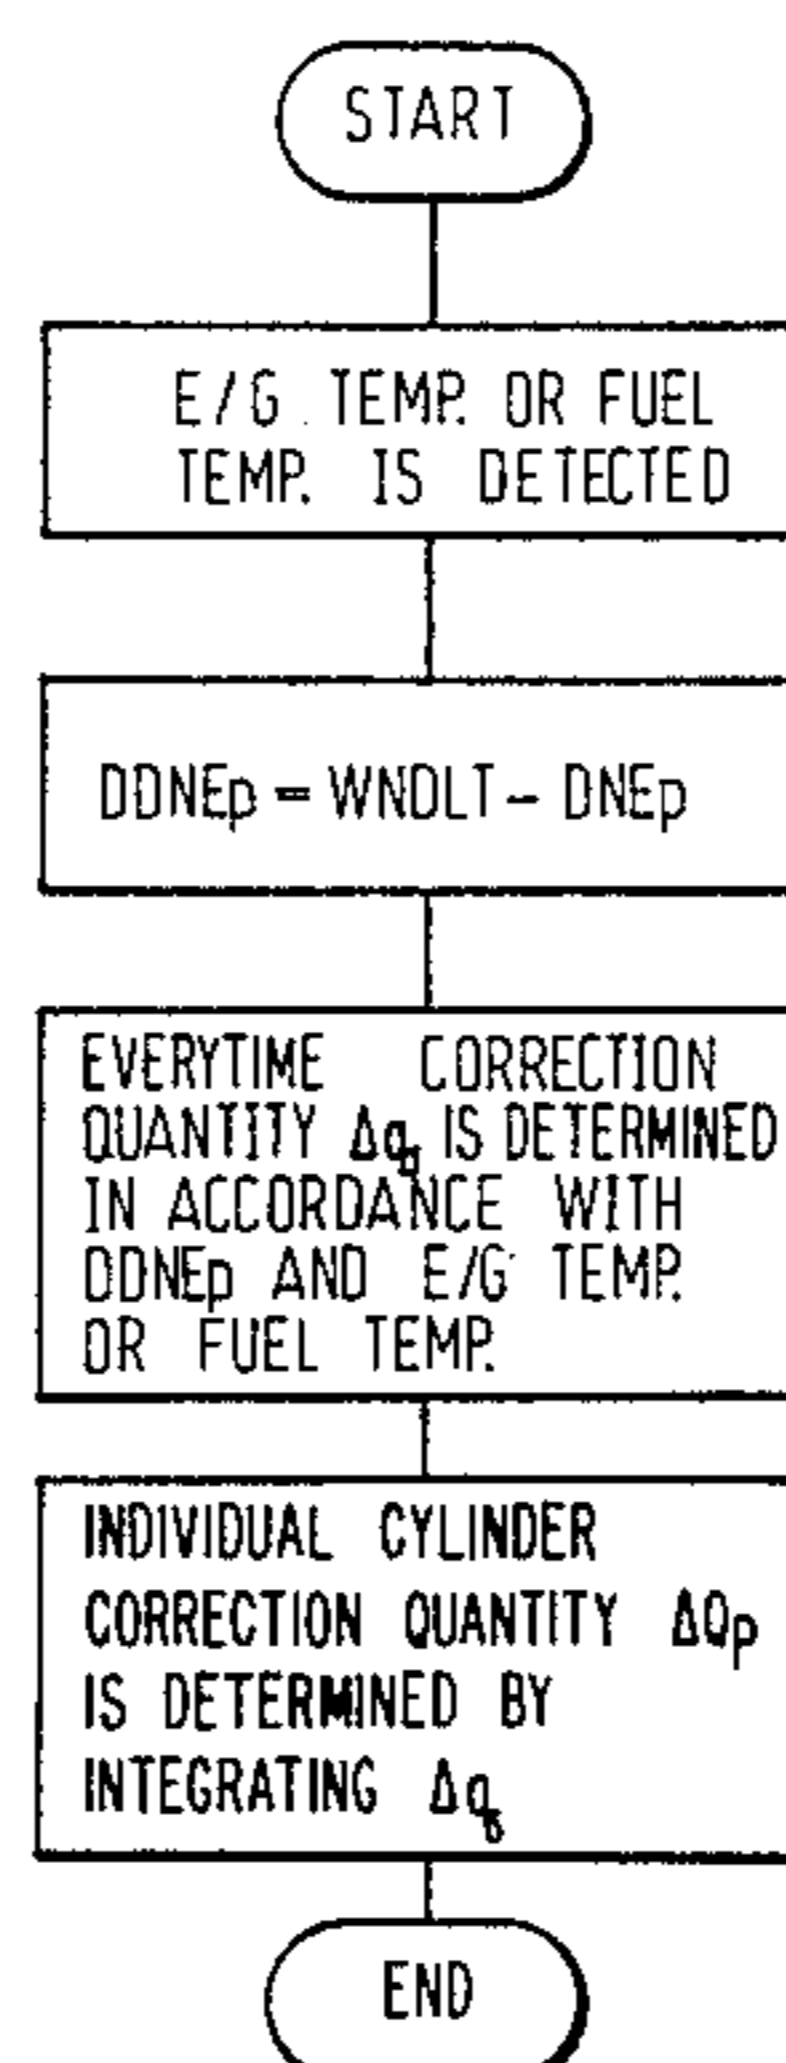 START
E/G TEMP. OR FUEL
TEMP. IS DETECTED
DDNEp = WNDLT - DNEp
EVERYTIME CORRECTION
QUANTITY Δq IS DETERMINED
IN ACCORDANCE WITH
DDNEp AND E/G TEMP.
OR FUEL TEMP.
INDIVIDUAL CYLINDER
CORRECTION QUANTITY ΔQp
IS DETERMINED BY
INTEGRATING Δq
END